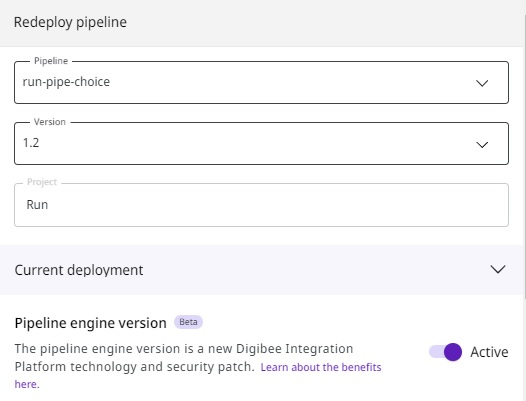 Redeploy pipeline
Pipeline
run-pipe-choice
Version
1.2
Project
Run
Current deployment
Pipeline engine version Beta
The pipeline engine version is a new Digibee Integration
Platform technology and security patch. Learn about the benefits
here.
Active